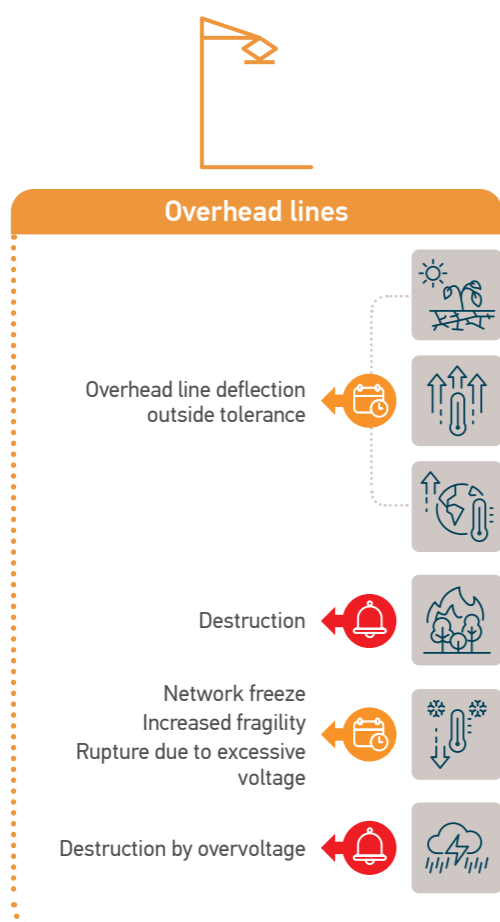 Overhead lines
Overhead line deflection
outside tolerance
Destruction
Network freeze
Increased fragility
Rupture due to excessive
voltage
Destruction by overvoltage